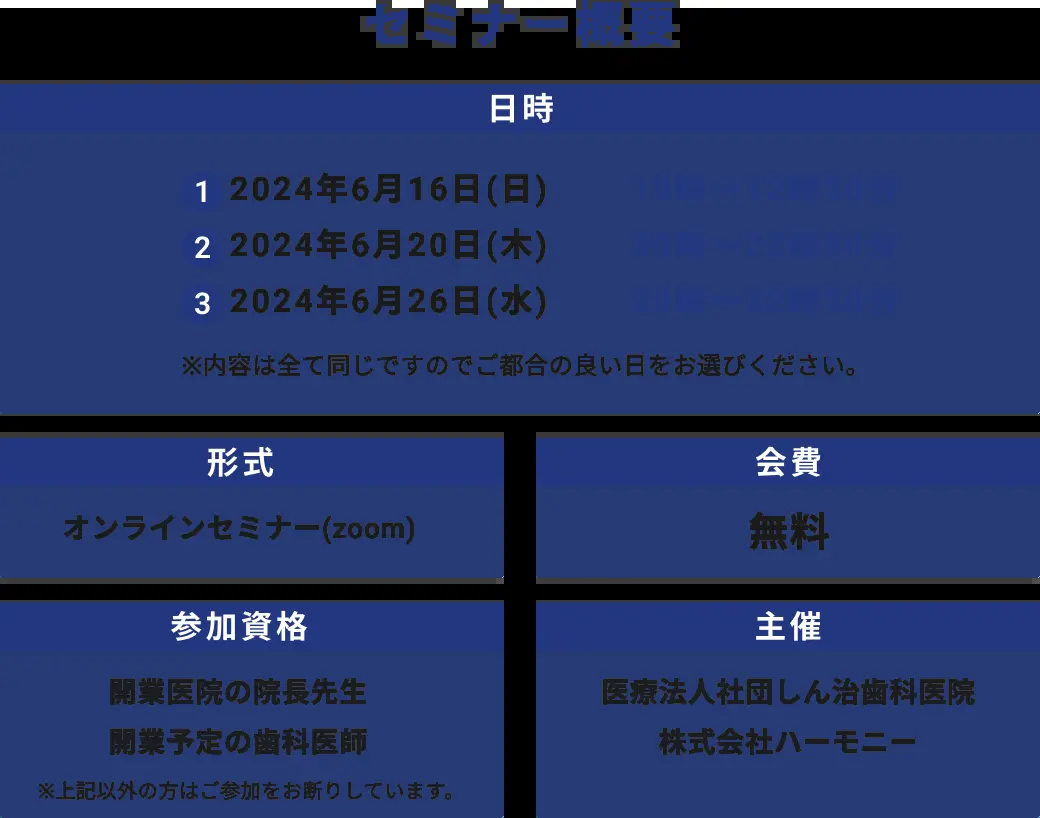 セミナー概要
日時
1 2024年6月16日(日)
2 2024年6月20日(木)
3 2024年6月26日(水)
※内容は全て同じですのでご都合の良い日をお選びください。
形式
会費
オンラインセミナー(zoom)
無料
参加資格
主催
開業医院の院長先生
医療法人社団しん治歯科医院
開業予定の歯科医師
株式会社ハーモニー
※上記以外の方はご参加をお断りしています。